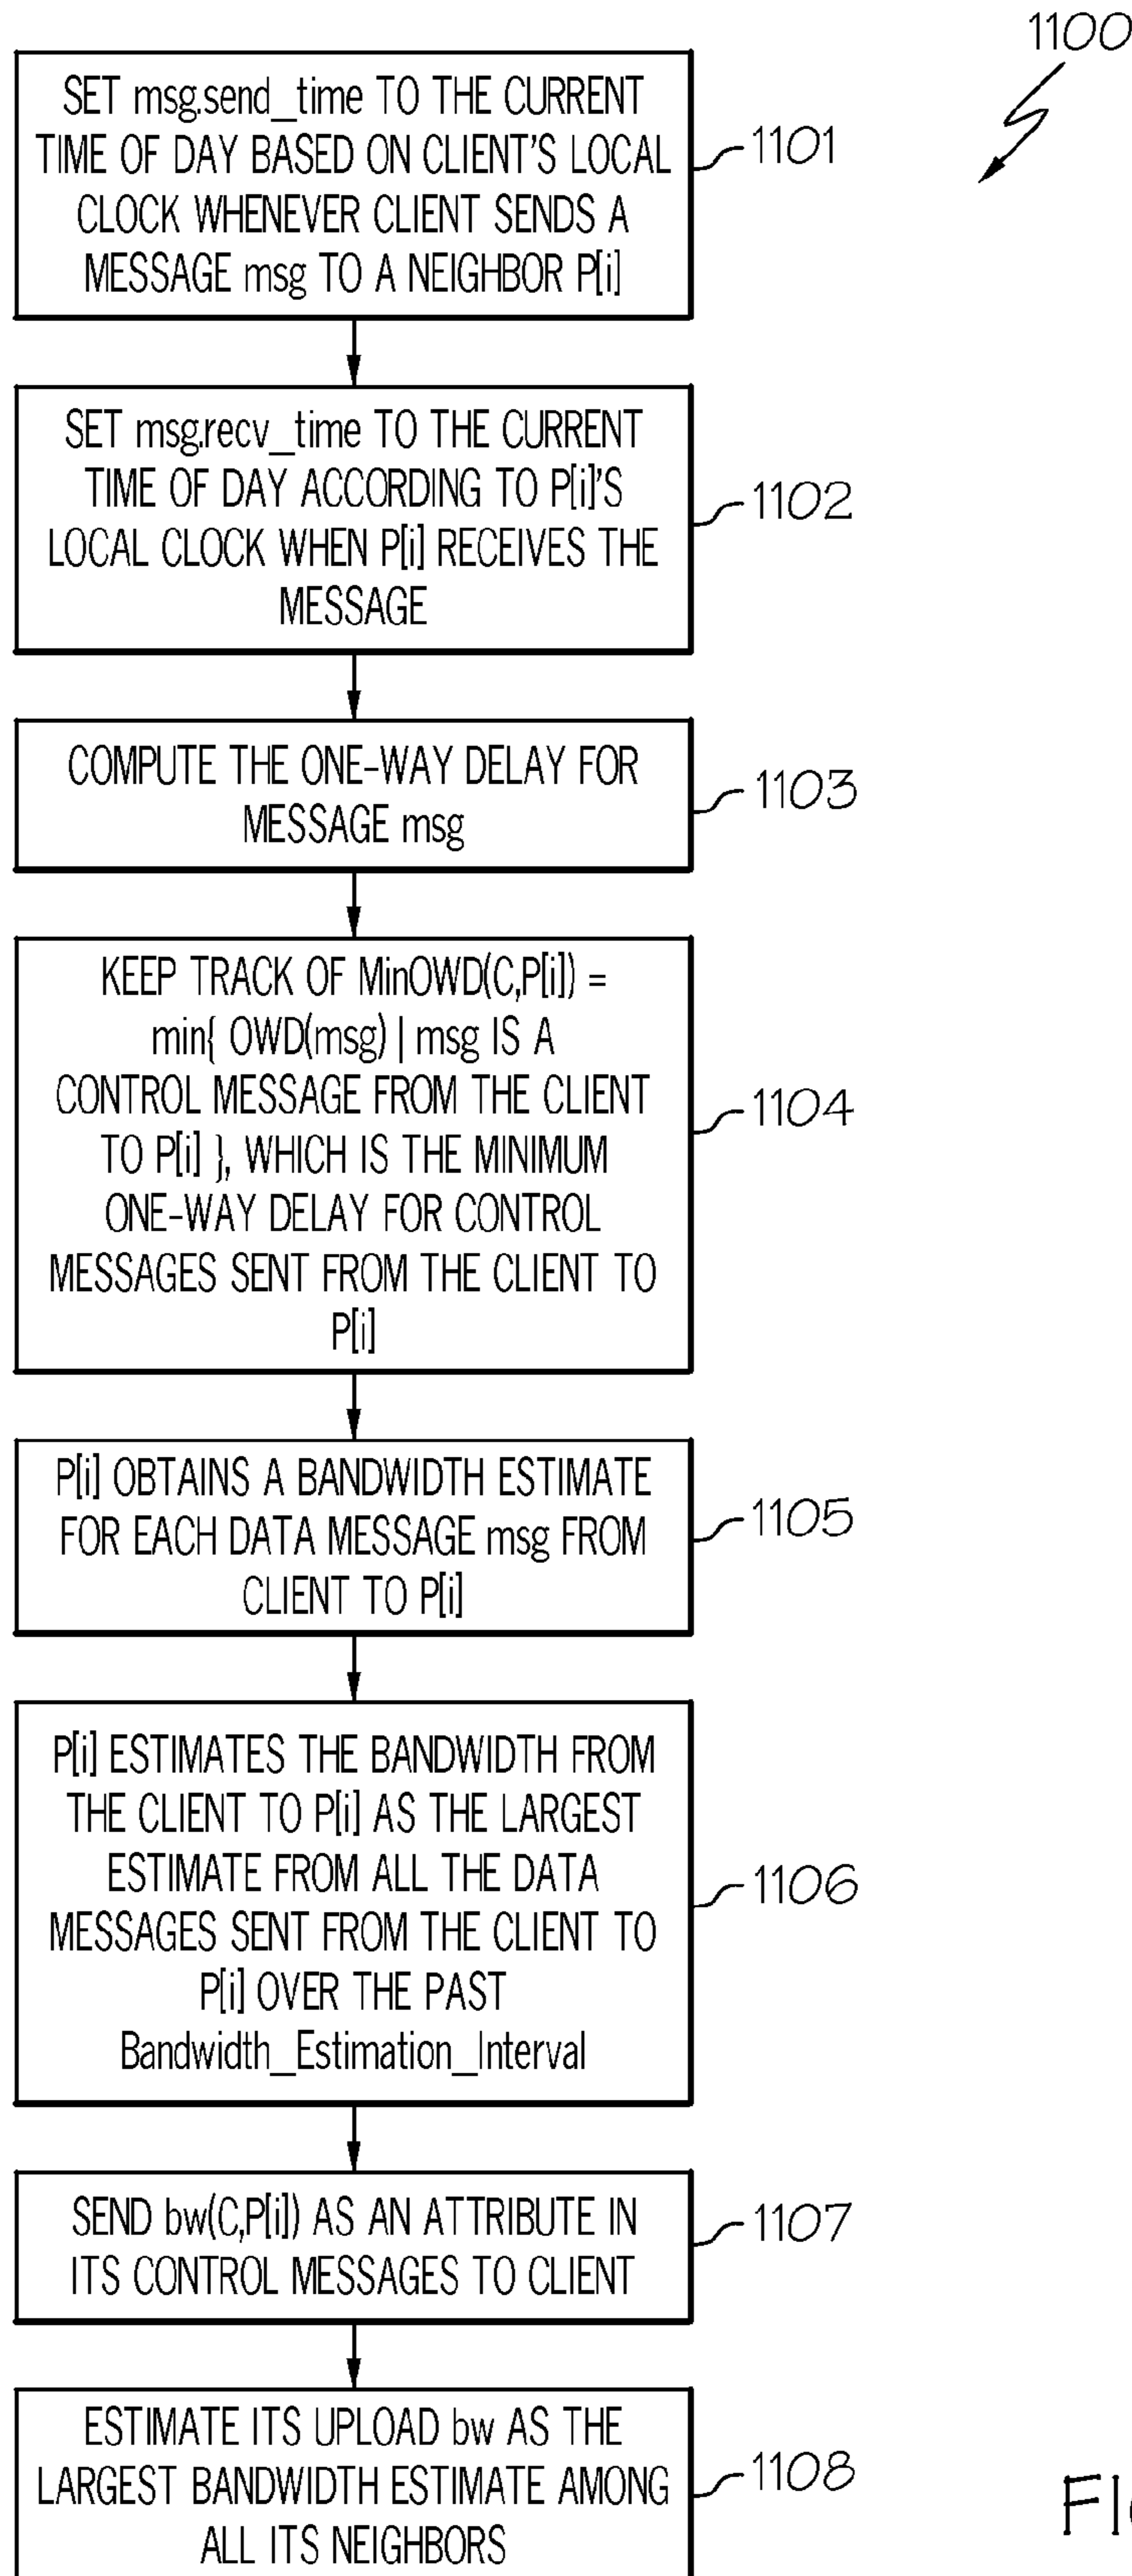 1100
SET msg.send_time TO THE CURRENT
TIME OF DAY BASED ON CLIENT'S LOCAL
CLOCK WHENEVER CLIENT SENDS A
MESSAGE msg TO A NEIGHBOR P[i]
1101
SET msg.recv_time TO THE CURRENT
TIME OF DAY ACCORDING TO P[i]'S
LOCAL CLOCK WHEN P[i] RECEIVES THE
MESSAGE
1102
COMPUTE THE ONE-WAY DELAY FOR
MESSAGE msg
1103
KEEP TRACK OF MinOWD(C,P[i]) =
min{ OWD(msg) | msg IS A
CONTROL MESSAGE FROM THE CLIENT
TO P[i] }, WHICH IS THE MINIMUM
ONE-WAY DELAY FOR CONTROL
MESSAGES SENT FROM THE CLIENT TO
P[i]
1104
P[i] OBTAINS A BANDWIDTH ESTIMATE
FOR EACH DATA MESSAGE msg FROM
CLIENT TO P[i]
1105
P[i] ESTIMATES THE BANDWIDTH FROM
THE CLIENT TO P[i] AS THE LARGEST
ESTIMATE FROM ALL THE DATA
MESSAGES SENT FROM THE CLIENT TO
P[i] OVER THE PAST
Bandwidth_Estimation_Interval
1106
SEND bw(C,P[i]) AS AN ATTRIBUTE IN
ITS CONTROL MESSAGES TO CLIENT
1107
ESTIMATE ITS UPLOAD bw AS THE
LARGEST BANDWIDTH ESTIMATE AMONG
ALL ITS NEIGHBORS
1108